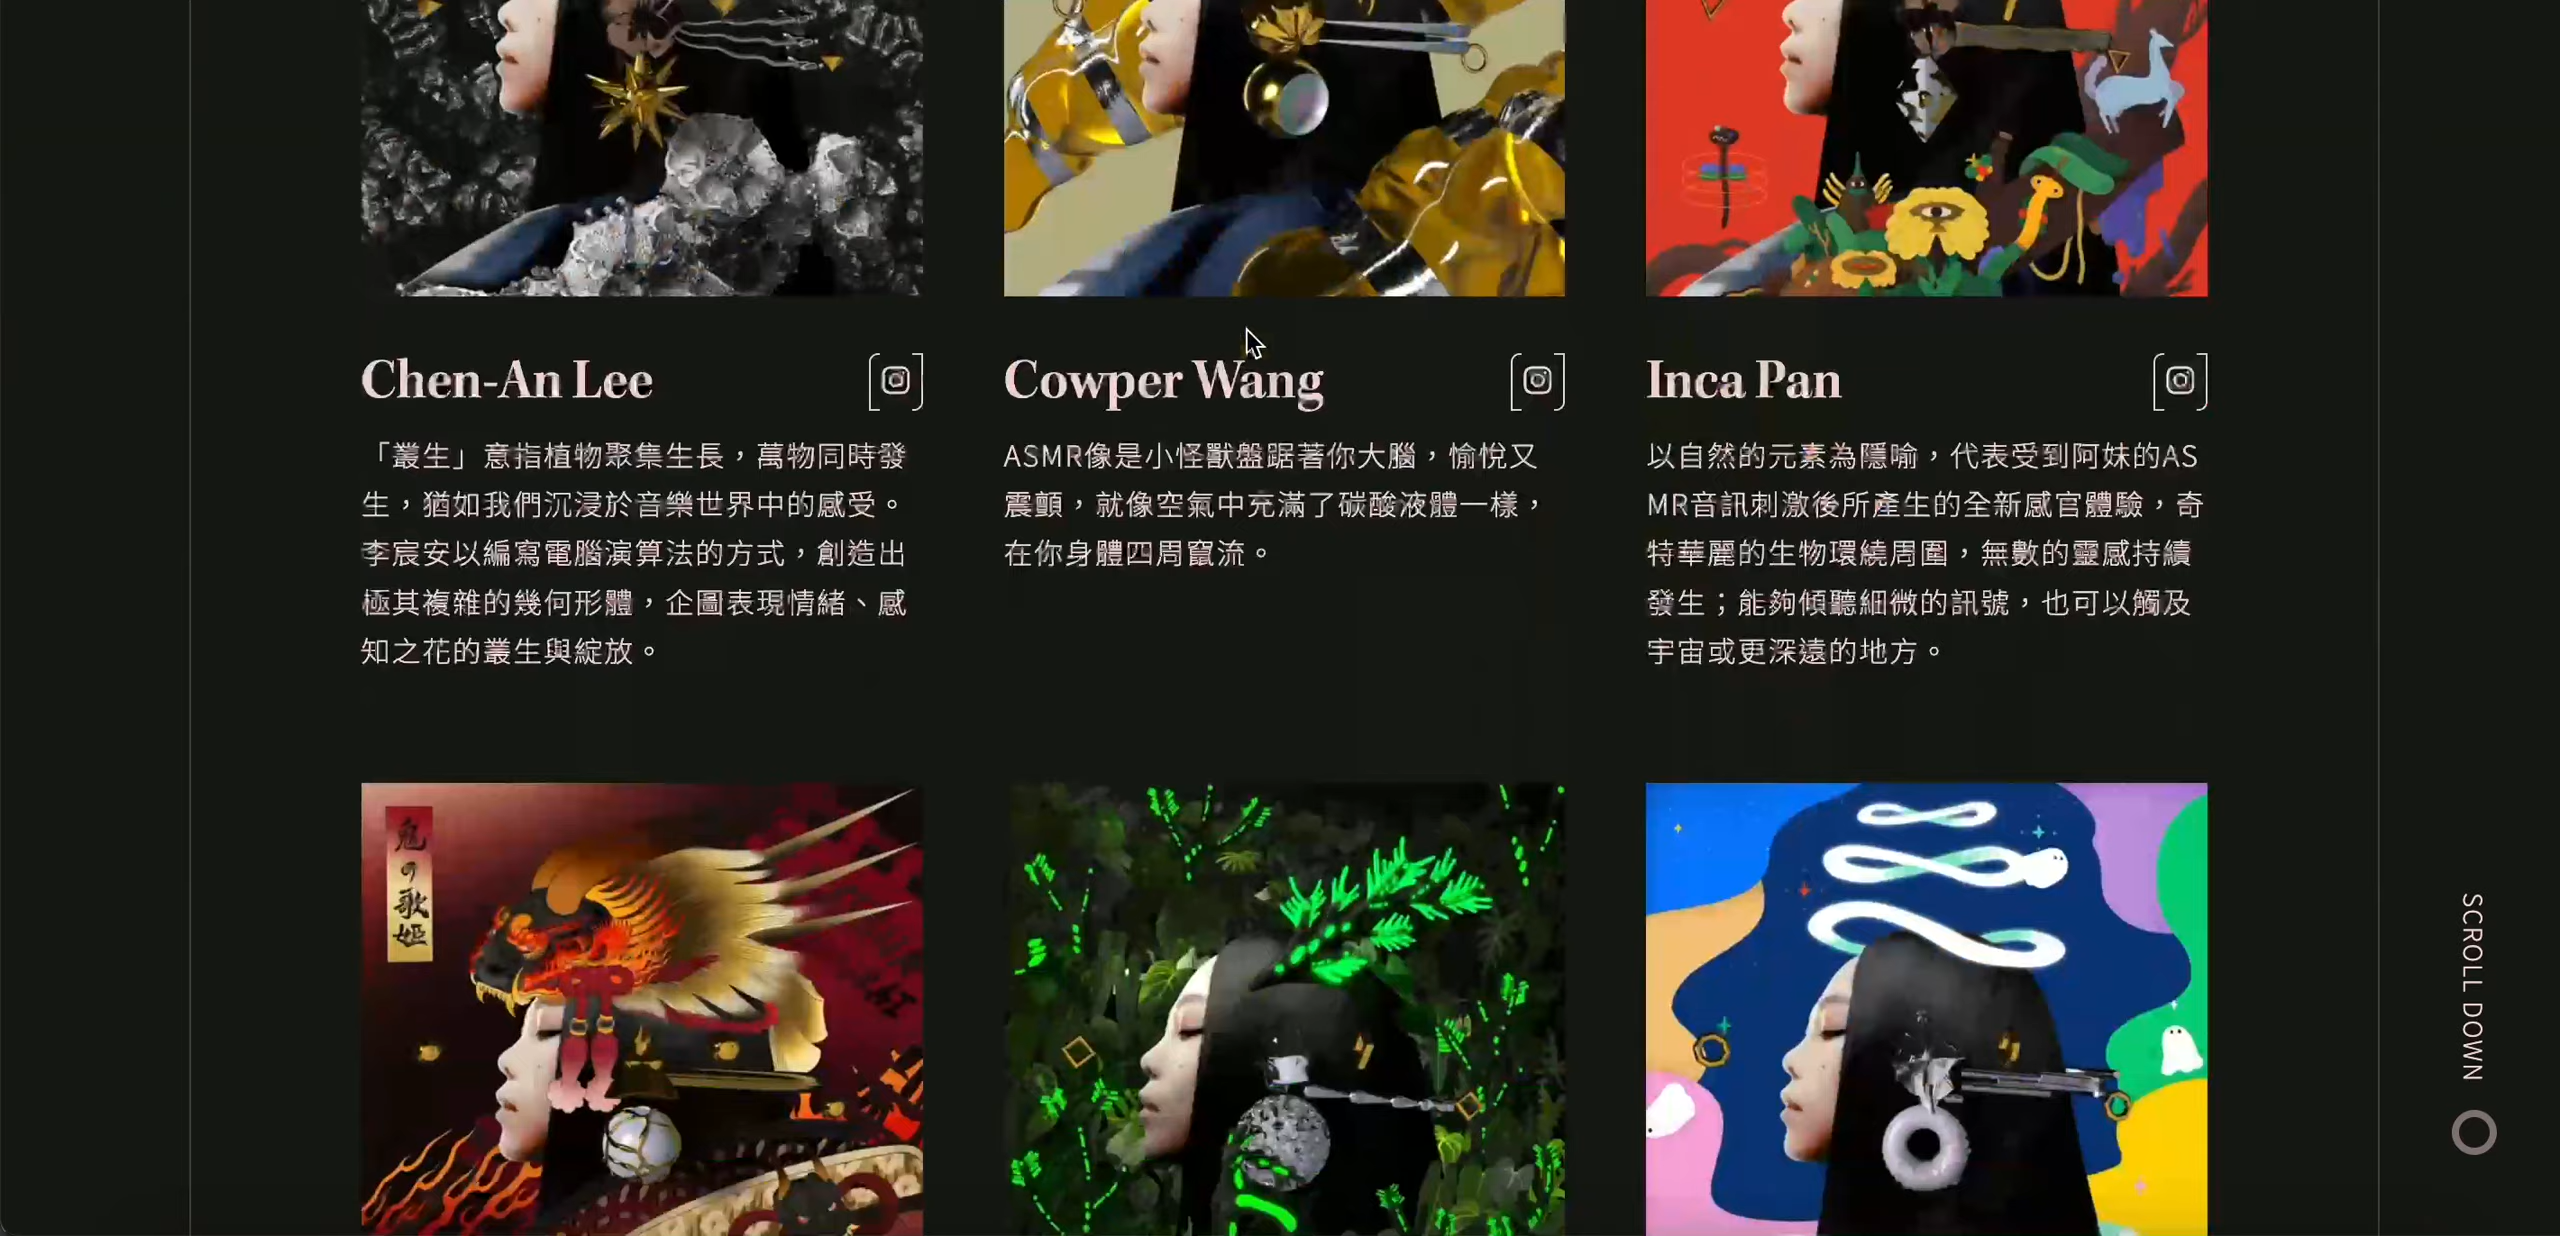 Chen-An Lee
「叢生」意指植物聚集生長，萬物同時發
生，猶如我們沉浸於音樂世界中的感受。
李宸安以編寫電腦演算法的方式，創造出
極其複雜的幾何形體，企圖表現情緒、感
知之花的叢生與綻放。
Cowper Wang
ASMR像是小怪獸盤踞著你大腦，愉悅又
震顫，就像空氣中充滿了碳酸液體一樣，
在你身體四周竄流。
Inca Pan
以自然的元素為隱喻，代表受到阿妹的AS
MR音訊刺激後所產生的全新感官體驗，奇
特華麗的生物環繞周圍，無數的靈感持續
發生；能夠傾聽細微的訊號，也可以觸及
宇宙或更深遠的地方。
鬼の歌姫
SCROLL DOWN